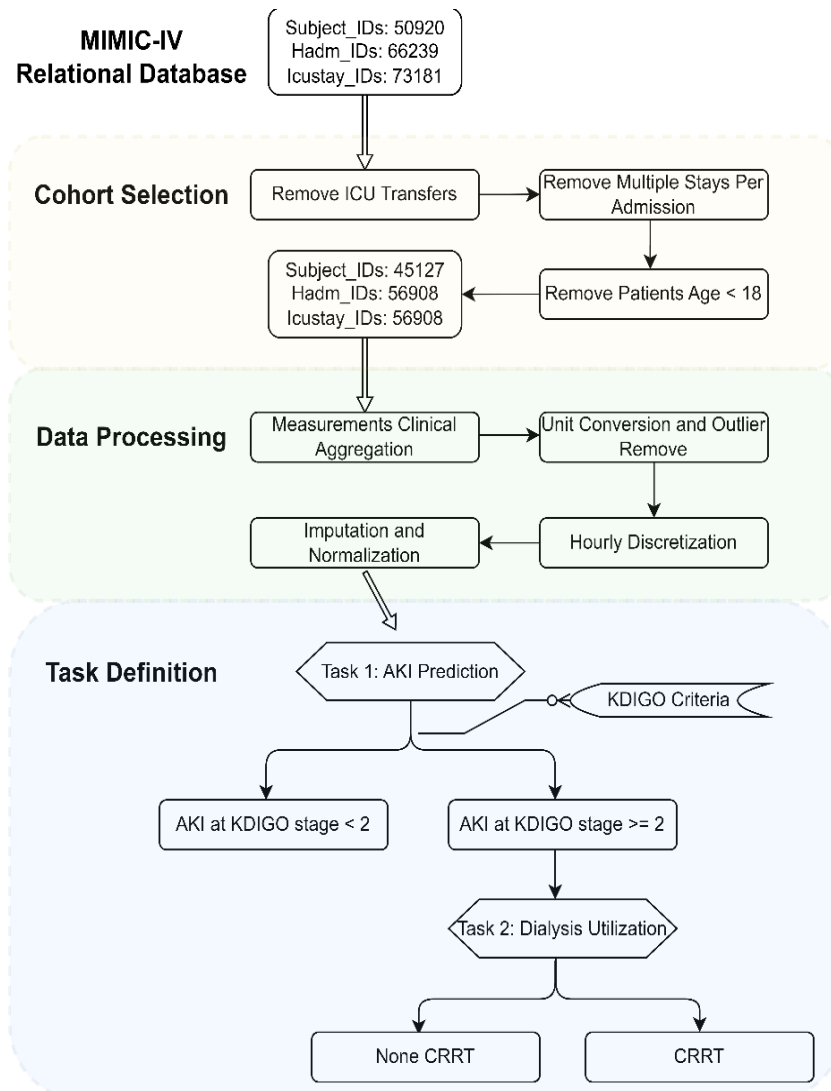 MIMIC-IV
Relational Database
Subject_IDs: 50920
Hadm_IDs: 66239
Icustay_IDs: 73181
Cohort Selection
Remove ICU Transfers
Remove Multiple Stays Per
Admission
Subject_IDs: 45127
Hadm_IDs: 56908
Icustay_IDs: 56908
Remove Patients Age < 18
Data Processing
Measurements Clinical
Aggregation
Unit Conversion and Outlier
Remove
Imputation and
Normalization
Hourly Discretization
Task Definition
Task 1: AKI Prediction
KDIGO Criteria
AKI at KDIGO stage < 2
AKI at KDIGO stage >= 2
Task 2: Dialysis Utilization
None CRRT
CRRT